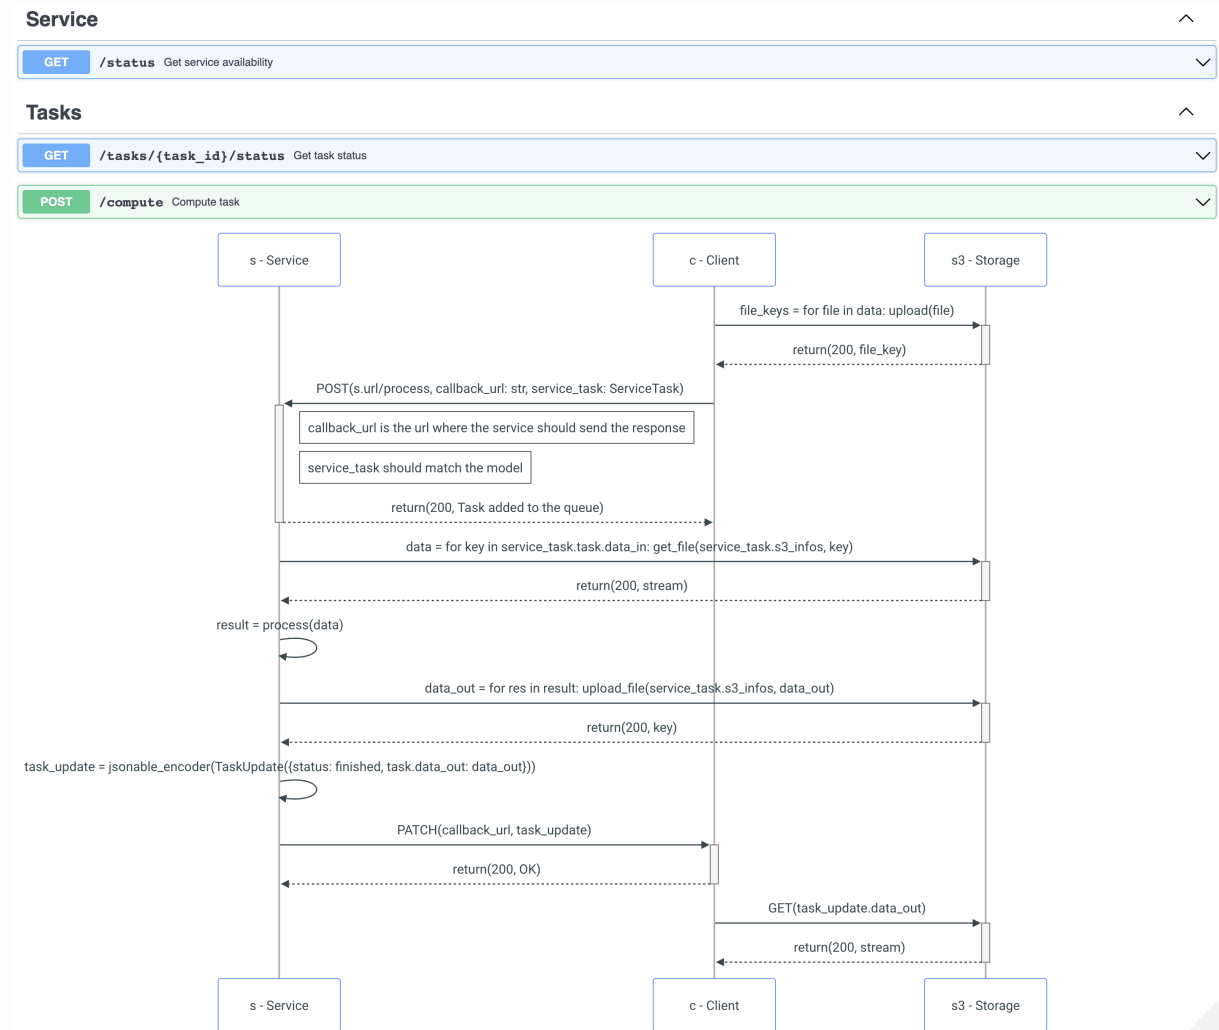 Service
GET /status Get service availability
Tasks
GET /tasks/{task_id}/status Get task status
POST /compute Compute task
s - Service c - Client s3 - Storage
file_keys = for file in data: upload(file)
return(200, file_key)
POST(s.url/process, callback_url: str, service_task: ServiceTask)
callback_url is the url where the service should send the response
service_task should match the model
return(200, Task added to the queue)
data = for key in service_task.task.data_in: get_file(service_task.s3_infos, key)
return(200, stream)
result = process(data)
data_out = for res in result: upload_file(service_task.s3_infos, data_out)
return(200, key)
task_update = jsonable_encoder(TaskUpdate({status: finished, task.data_out: data_out}))
PATCH(callback_url, task_update)
return(200, OK)
GET(task_update.data_out)
return(200, stream)
s - Service c - Client s3 - Storage